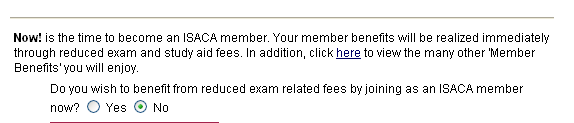 Now! is the time to become an ISACA member. Your member benefits will be realized immediately
through reduced exam and study aid fees. In addition, click here to view the many other 'Member
Benefits' you will enjoy.
Do you wish to benefit from reduced exam related fees by joining as an ISACA member
now? Yes No